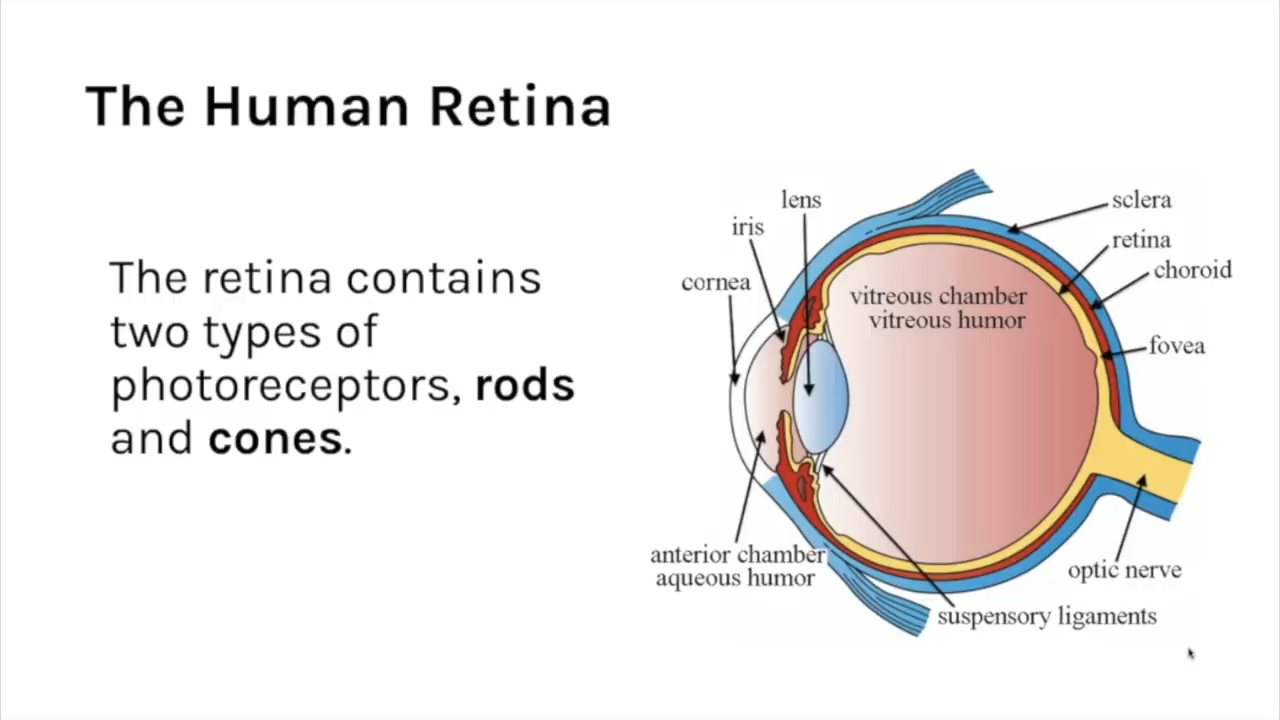 The Human Retina
The retina contains
two types of
photoreceptors, rods
and cones.
lens
iris
cornea
sclera
retina
choroid
vitreous chamber
vitreous humor
fovea
anterior chamber
aqueous humor
optic nerve
suspensory ligaments